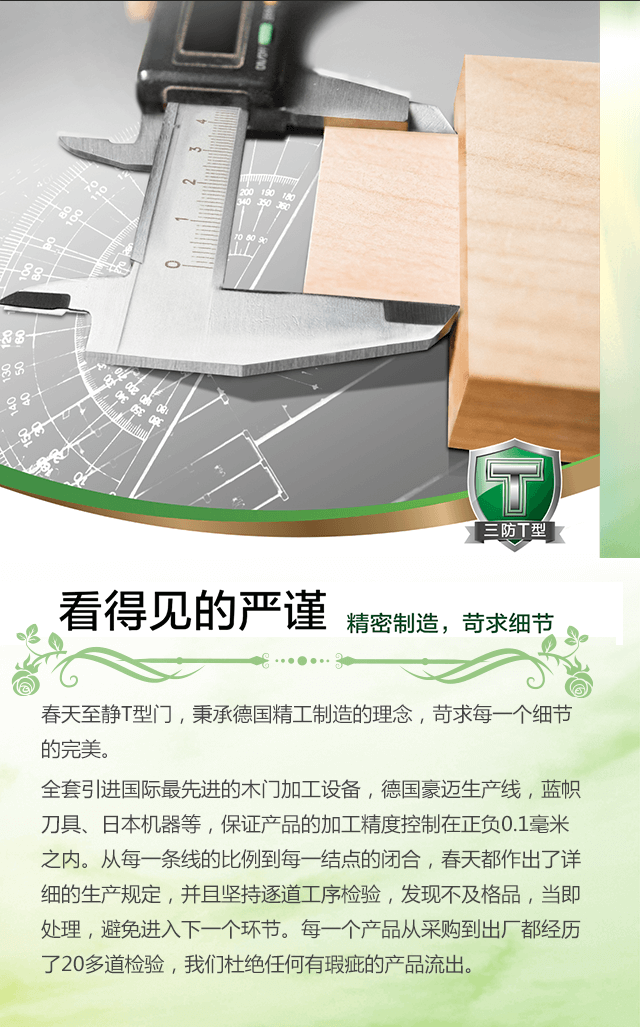 ON/OFF
4
3
2
1
0
三防T型
看得见的严谨 精密制造，苛求细节
春天至静T型门，秉承德国精工制造的理念，苛求每一个细节
的完美。
全套引进国际最先进的木门加工设备，德国豪迈生产线，蓝帜
刀具、日本机器等，保证产品的加工精度控制在正负0.1毫米
之内。从每一条线的比例到每一结点的闭合，春天都作出了详
细的生产规定，并且坚持逐道工序检验，发现不及格品，当即
处理，避免进入下一个环节。每一个产品从采购到出厂都经历
了20多道检验，我们杜绝任何有瑕疵的产品流出。